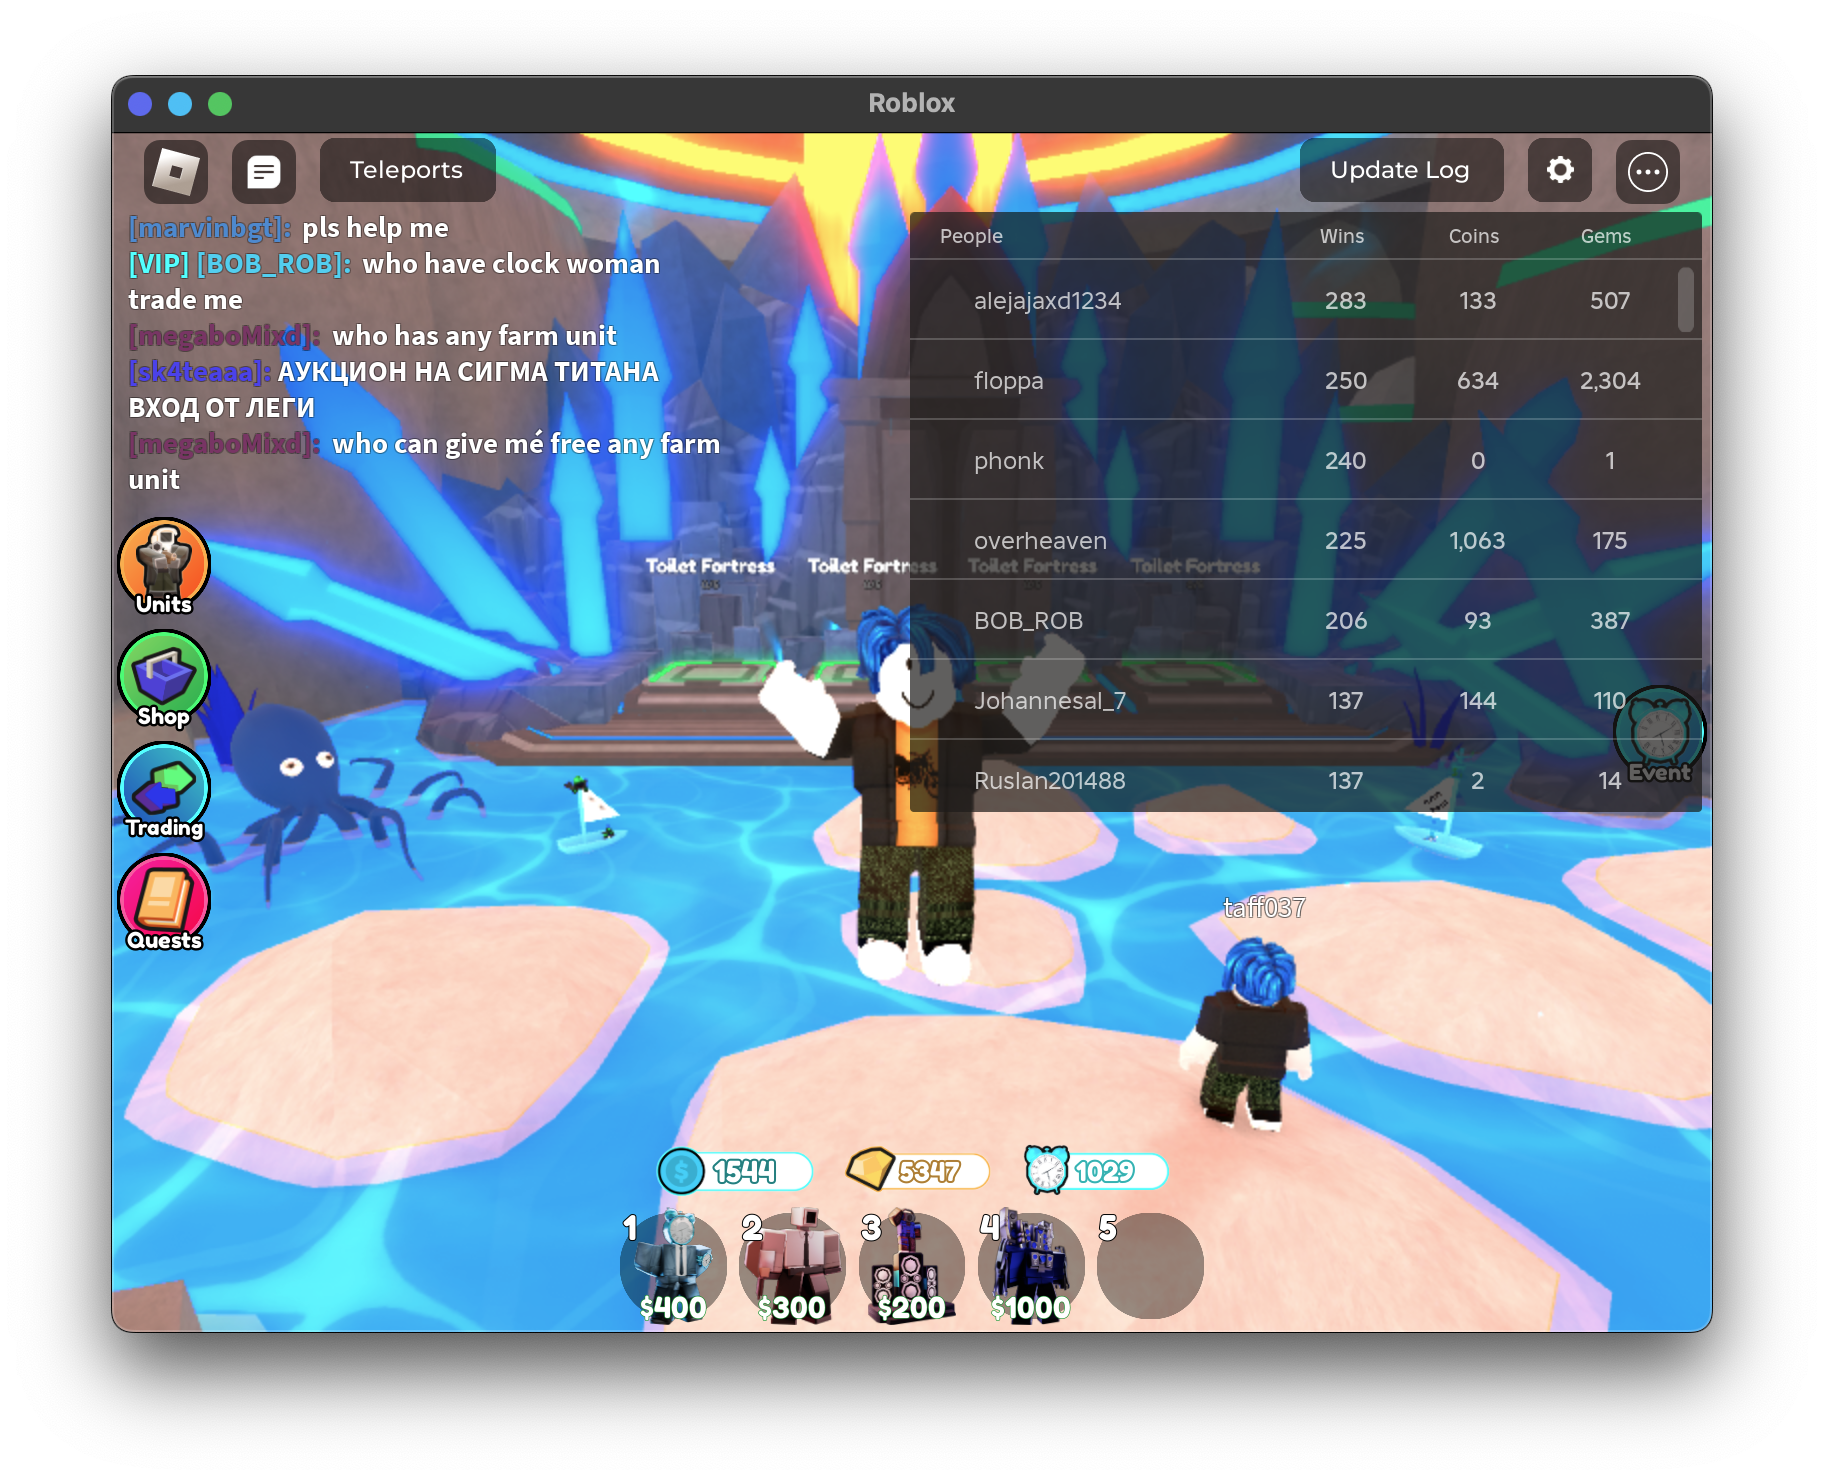 Roblox
Teleports
Update Log
[marvinbgt]: pls help me
[VIP] [BOB_ROB]: who have clock woman
trade me
[megaboMixd]: who has any farm unit
[sk4teaaa]: АУКЦИОН НА СИГМА ТИТАНА
ВХОД ОТ ЛЕГИ
[megaboMixd]: who can give mé free any farm
unit
People Wins Coins Gems
alejajaxd1234 283 133 507
floppa 250 634 2,304
phonk 240 0 1
overheaven 225 1,063 175
BOB_ROB 206 93 387
Johannesal_7 137 144 110
Ruslan201488 137 2 14
Toilet Fortress Toilet Fortress Toilet Fortress Toilet Fortress
Units
Shop
Trading
Quests
Event
taff037
1544 5347 1029
1 2 3 4 5
$400 $300 $200 $1000